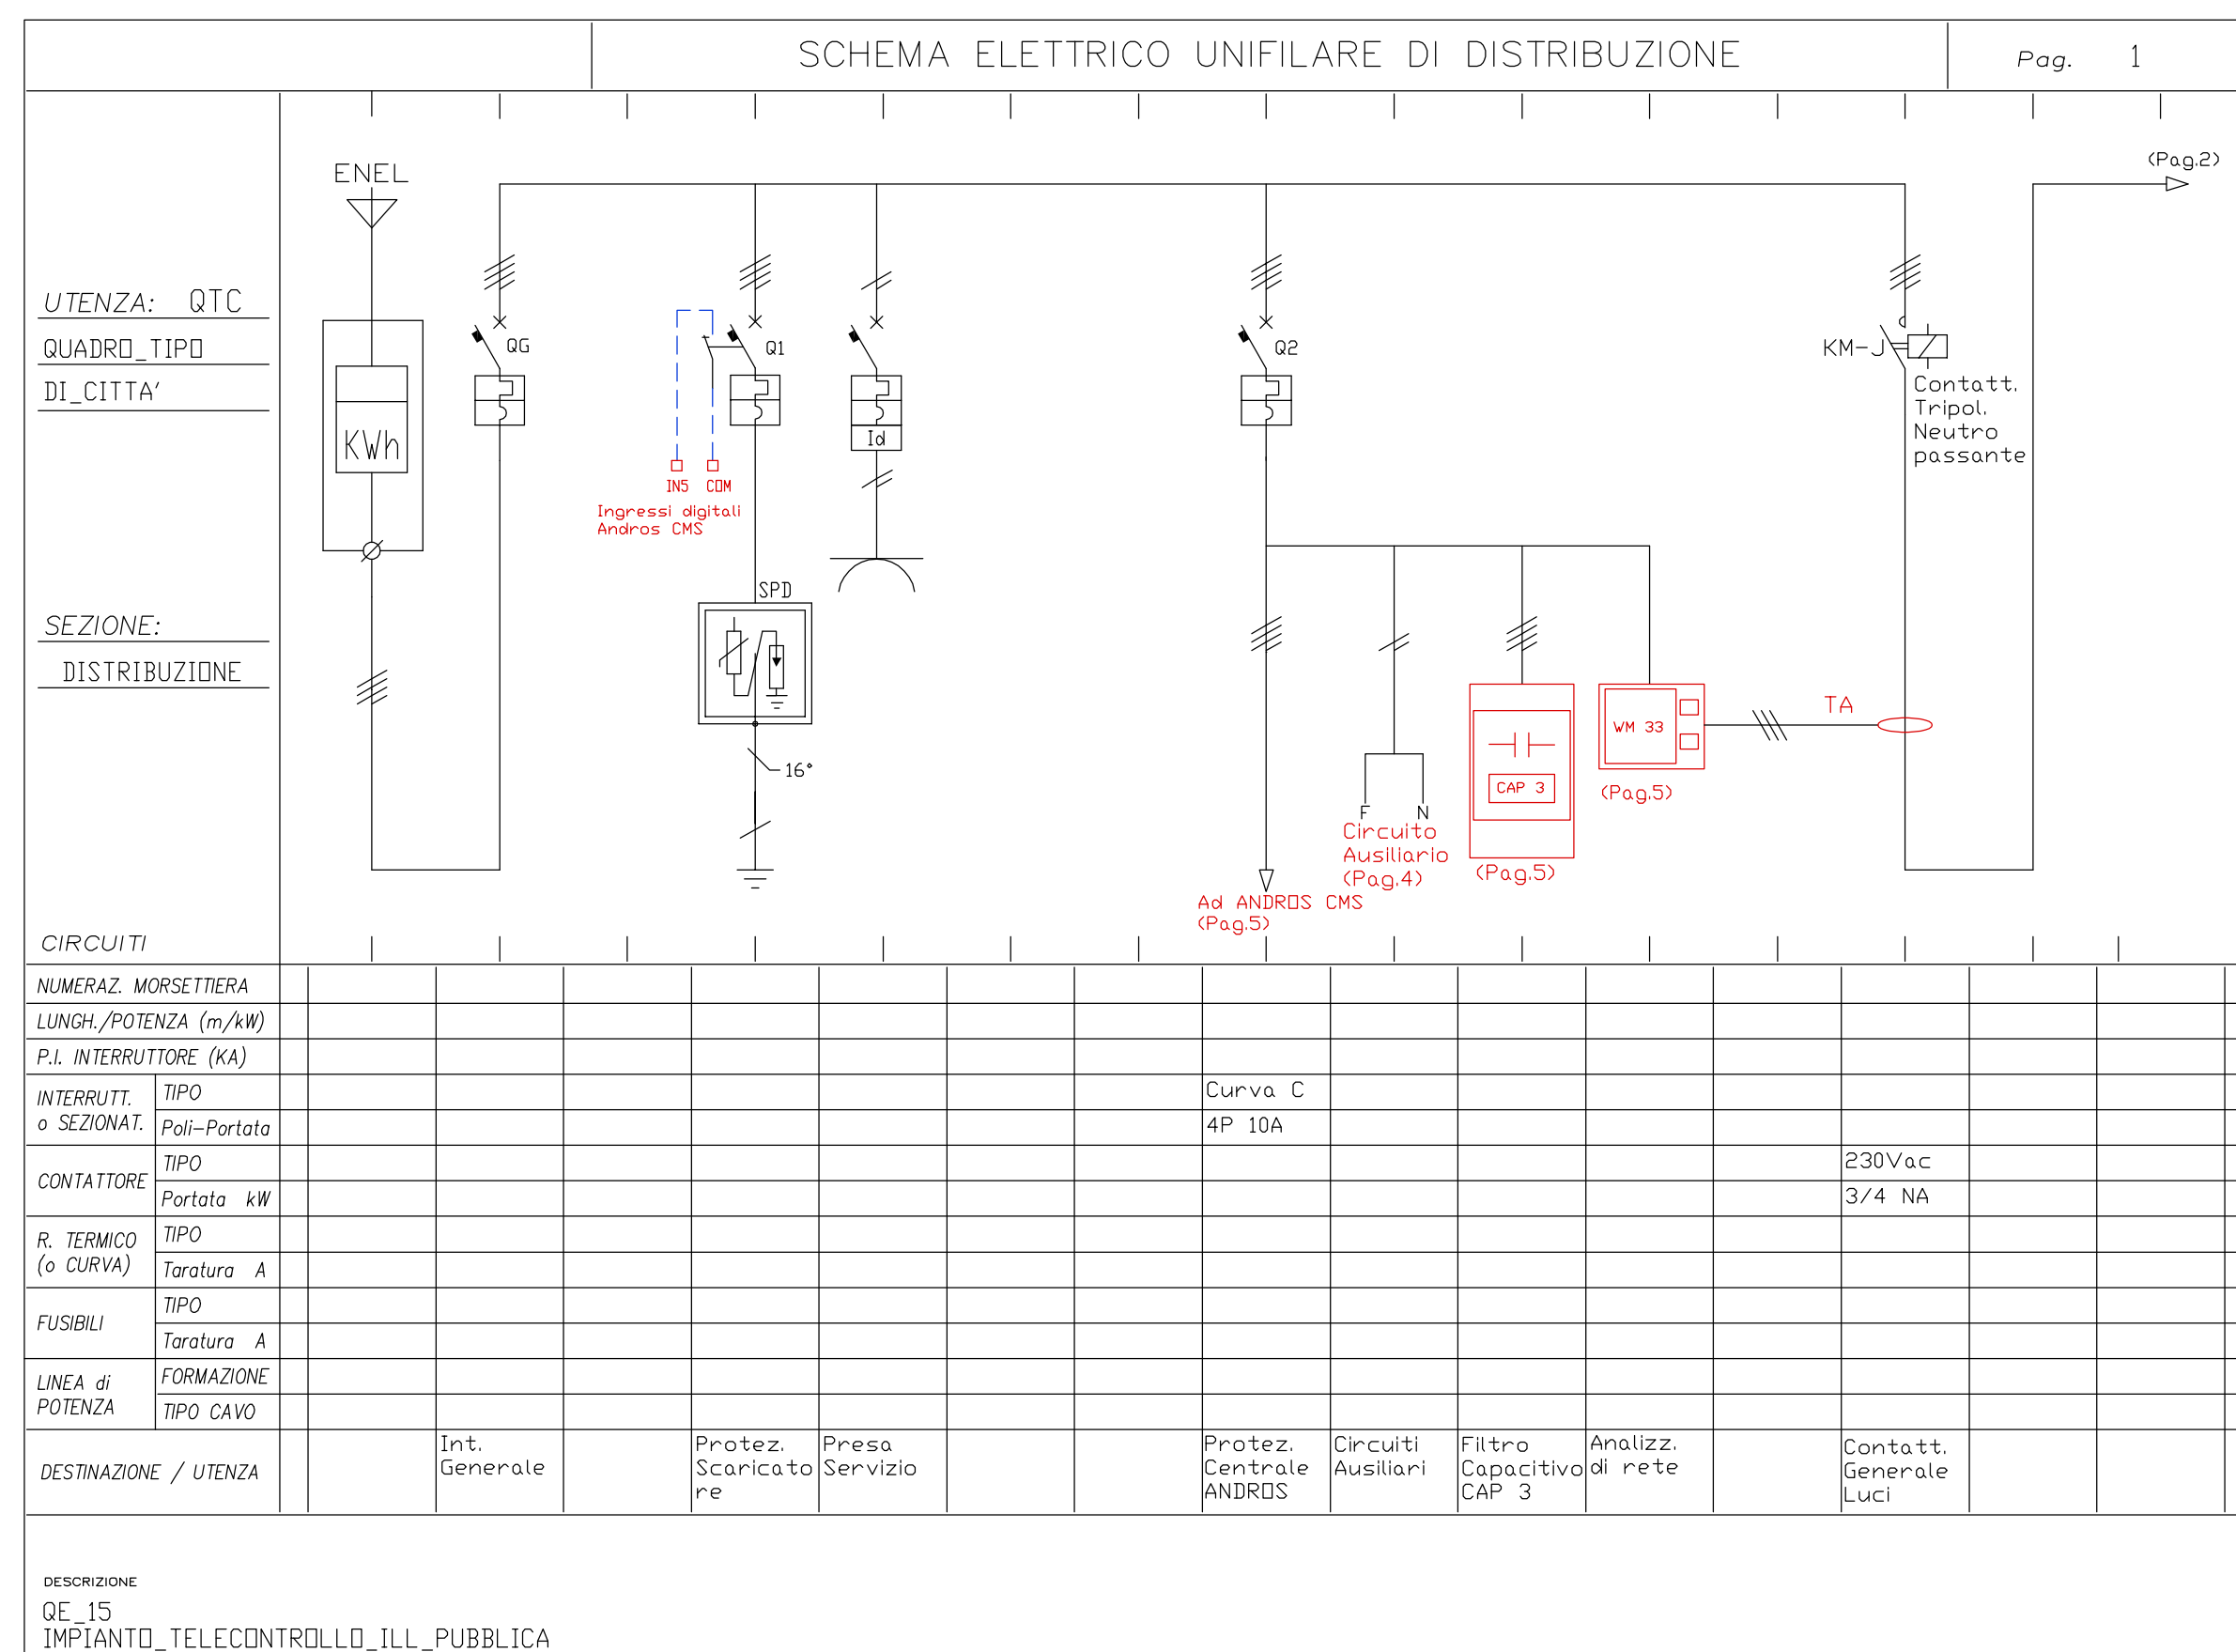 SCHEMA ELETTRICO UNIFILARE DI DISTRIBUZIONE
Pag. 1
(Pag.2)
ENEL
UTENZA: QTC
QUADRO_TIPO
DI_CITTA'
QG
Q1
Q2
KM-J
Contatt.
Tripol.
Neutro
passante
KWh
Id
IN5 COM
Ingressi digitali
Andros CMS
SPD
SEZIONE:
DISTRIBUZIONE
16°
WM 33
TA
(Pag.5)
CAP 3
(Pag.5)
F N
Circuito
Ausiliario
(Pag.4)
Ad ANDROS CMS
(Pag.5)
CIRCUITI
NUMERAZ. MORSETTIERA
LUNGH./POTENZA (m/kW)
P.I. INTERRUTTORE (KA)
INTERRUTT.
o SEZIONAT.
TIPO
Curva C
Poli-Portata
4P 10A
CONTATTORE
TIPO
230Vac
Portata kW
3/4 NA
R. TERMICO
(o CURVA)
TIPO
Taratura A
FUSIBILI
TIPO
Taratura A
LINEA di
POTENZA
FORMAZIONE
TIPO CAVO
DESTINAZIONE / UTENZA
Int.
Generale
Protez.
Scaricato
re
Presa
Servizio
Protez.
Centrale
ANDROS
Circuiti
Ausiliari
Filtro
Capacitivo
CAP 3
Analizz.
di rete
Contatt.
Generale
Luci
DESCRIZIONE
QE_15
IMPIANTO_TELECONTROLLO_ILL_PUBBLICA